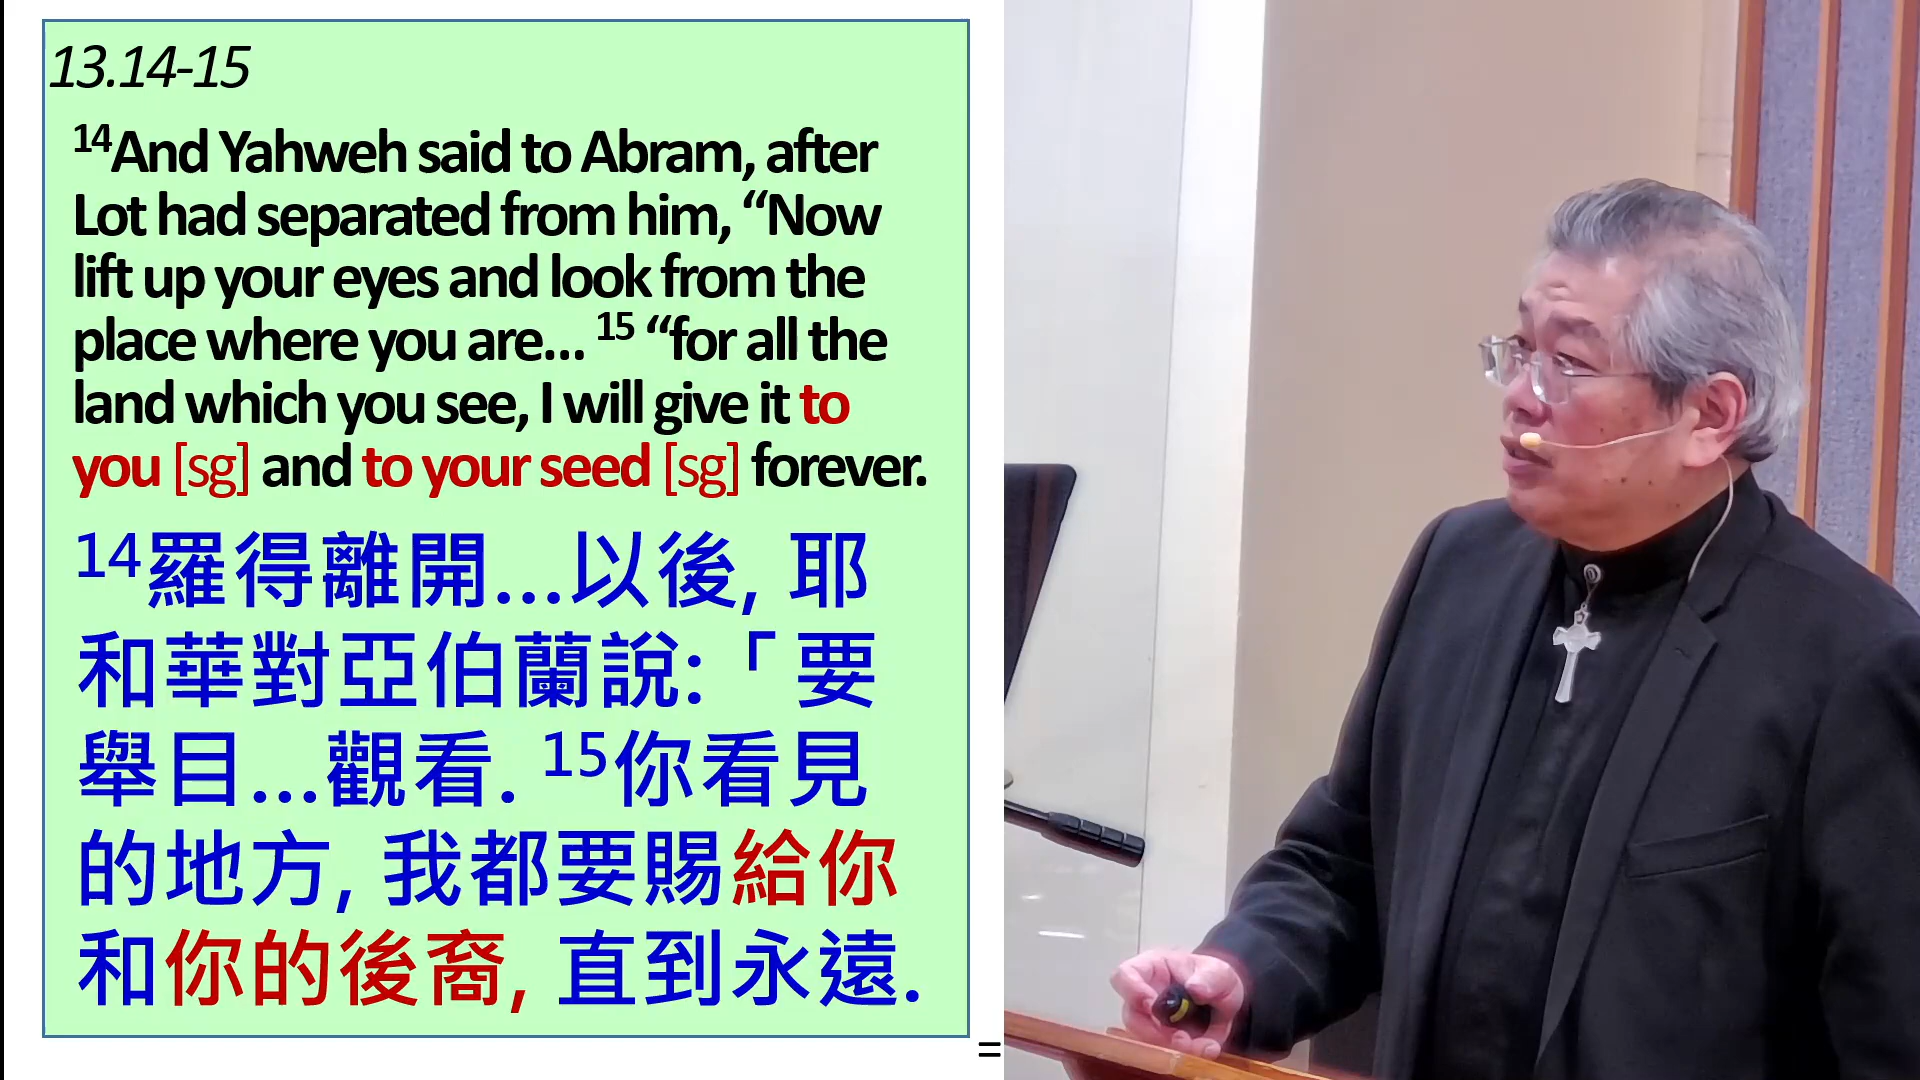 13.14-15
14And Yahweh said to Abram, after
Lot had separated from him, “Now
lift up your eyes and look from the
place where you are... 15 “for all the
land which you see, I will give it to
you [sg] and to your seed [sg] forever.
14羅得離開...以後, 耶
和華對亞伯蘭說:「要
舉目...觀看. 15你看見
的地方, 我都要賜給你
和你的後裔, 直到永遠.
=